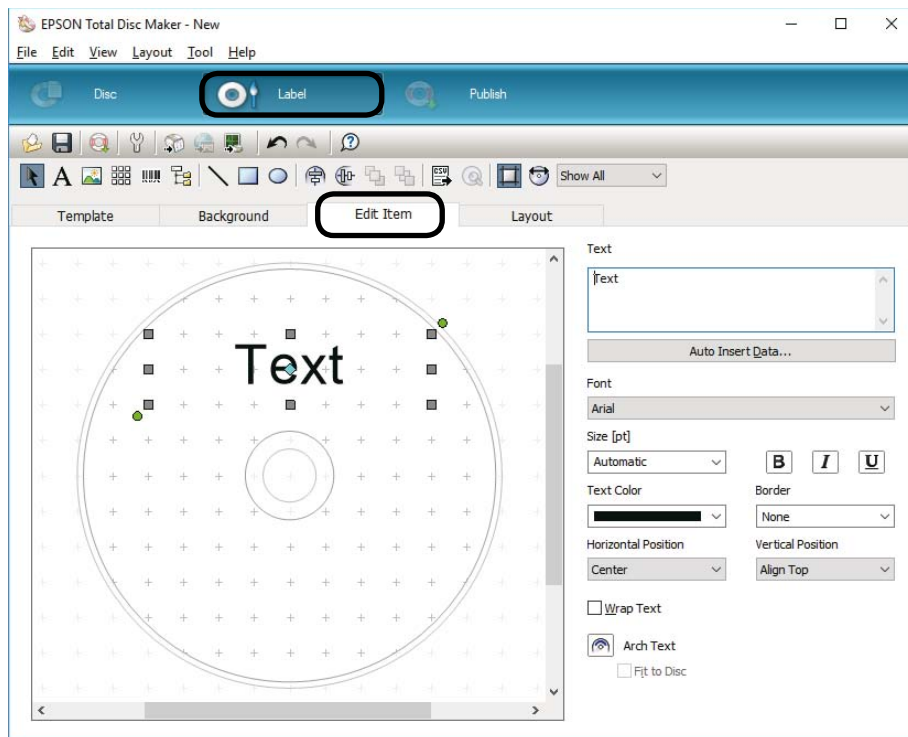 EPSON Total Disc Maker - New
File Edit View Layout Tool Help
Disc Label Publish
A CSV Show All
Template Background Edit Item Layout
Text
Text
Text
Auto Insert Data...
Font
Arial
Size [pt]
Automatic B I U
Text Color Border
None
Horizontal Position Vertical Position
Center Align Top
Wrap Text
Arch Text
Fit to Disc